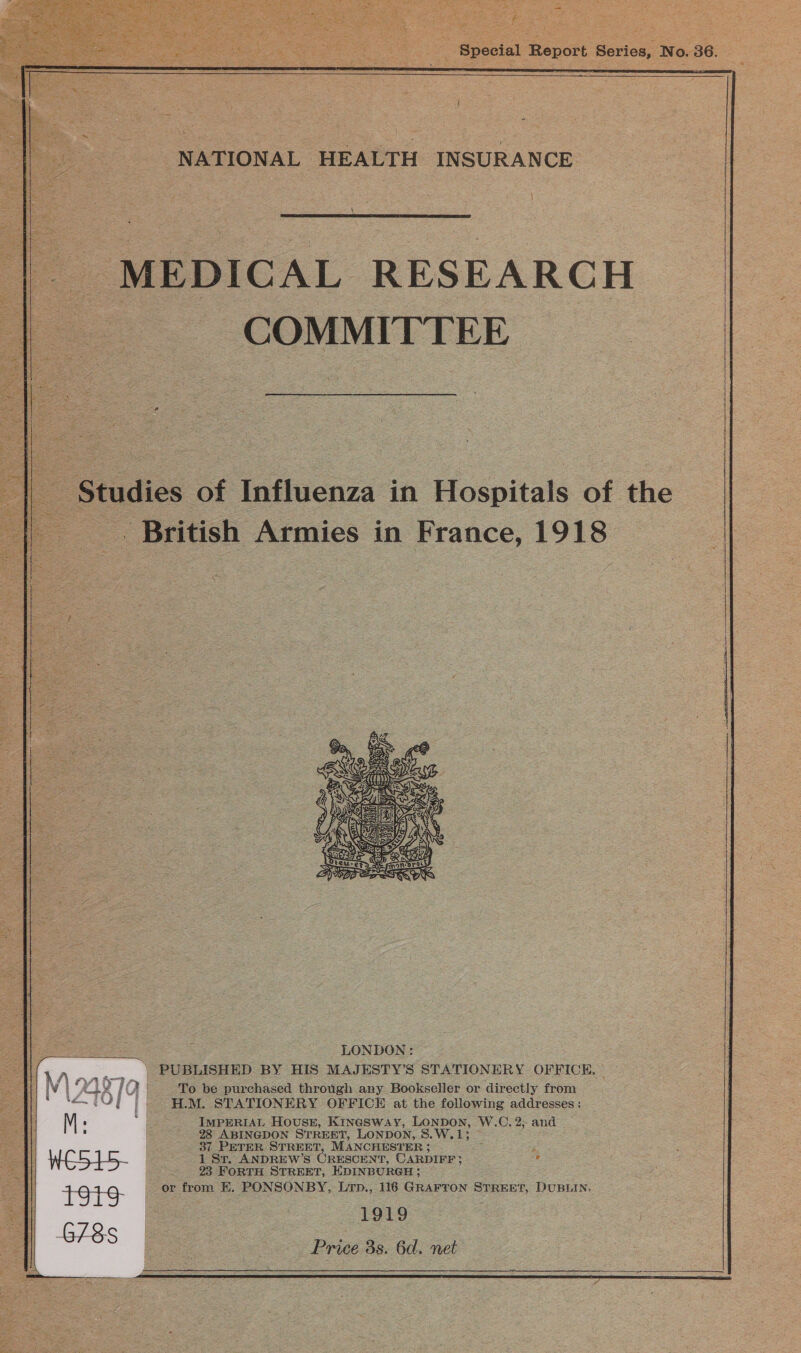 Special Report Series, No. 36.
NATIONAL HEALTH INSURANCE
MEDICAL RESEARCH
COMMITTEE
Studies of Influenza in Hospitals of the
British Armies in France, 1918
LONDON:
PUBLISHED BY HIS MAJESTY'S STATIONERY OFFICE.
To be purchased through any Bookseller or directly from
H.M. STATIONERY OFFICE at the following addresses:
IMPERIAL HOUSE, KINGSWAY, LONDON, W.C. 2, and
28 ABINGDON STREET, LONDON, S.W. 1;
37 PETER STREET, MANCHESTER;
1 ST. ANDREW'S CRESCENT, CARDIFF;
23 FORTH STREET, EDINBURGH;
or from E. PONSONBY, LTD., 116 GRAFTON STREET, DUBLIN.
1919
Price 3s. 6d. net
M24879
M:
WC515
1919
G78s